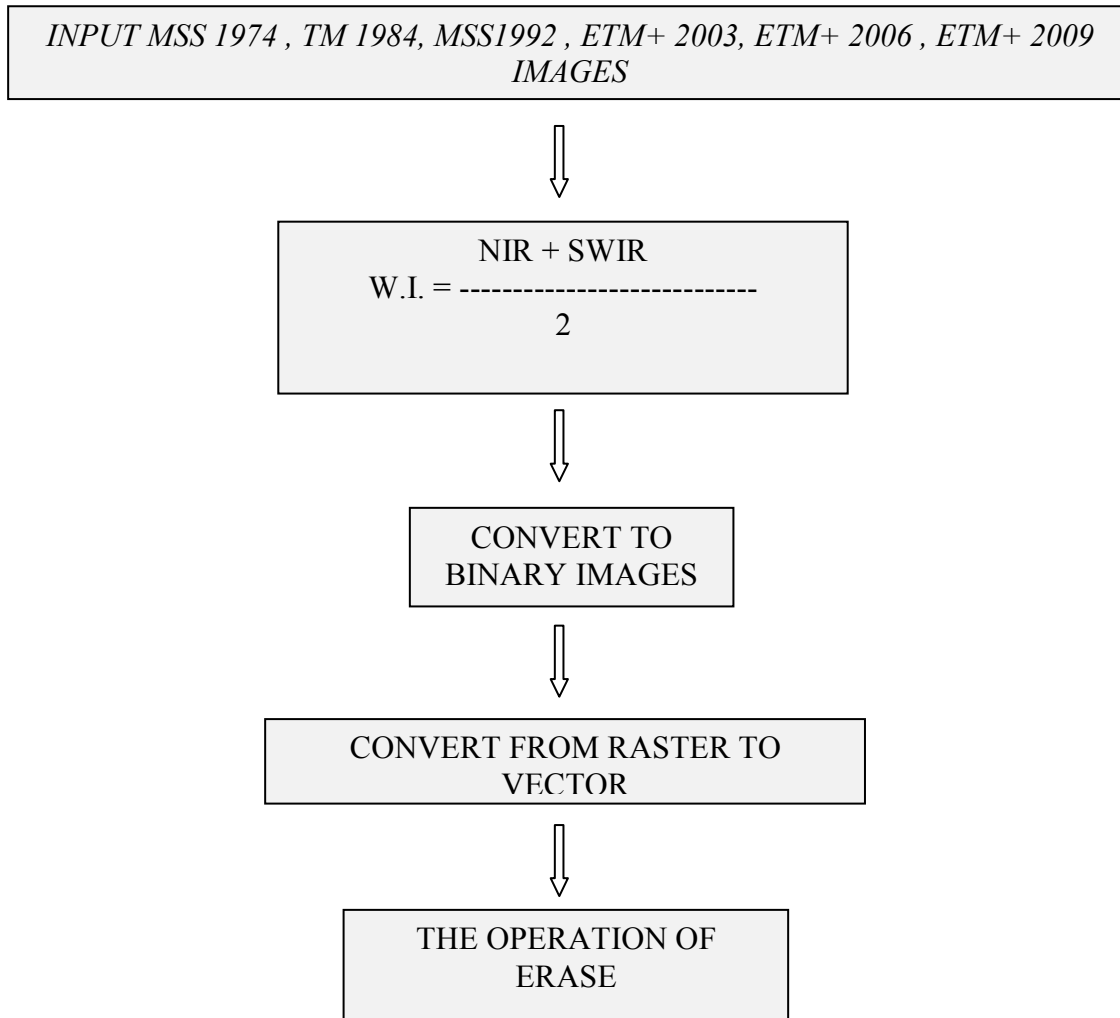 INPUT MSS 1974 , TM 1984, MSS1992 , ETM+ 2003, ETM+ 2006 , ETM+ 2009
IMAGES
NIR + SWIR
W.I. = ----------------------------
2
CONVERT TO
BINARY IMAGES
CONVERT FROM RASTER TO
VECTOR
THE OPERATION OF
ERASE